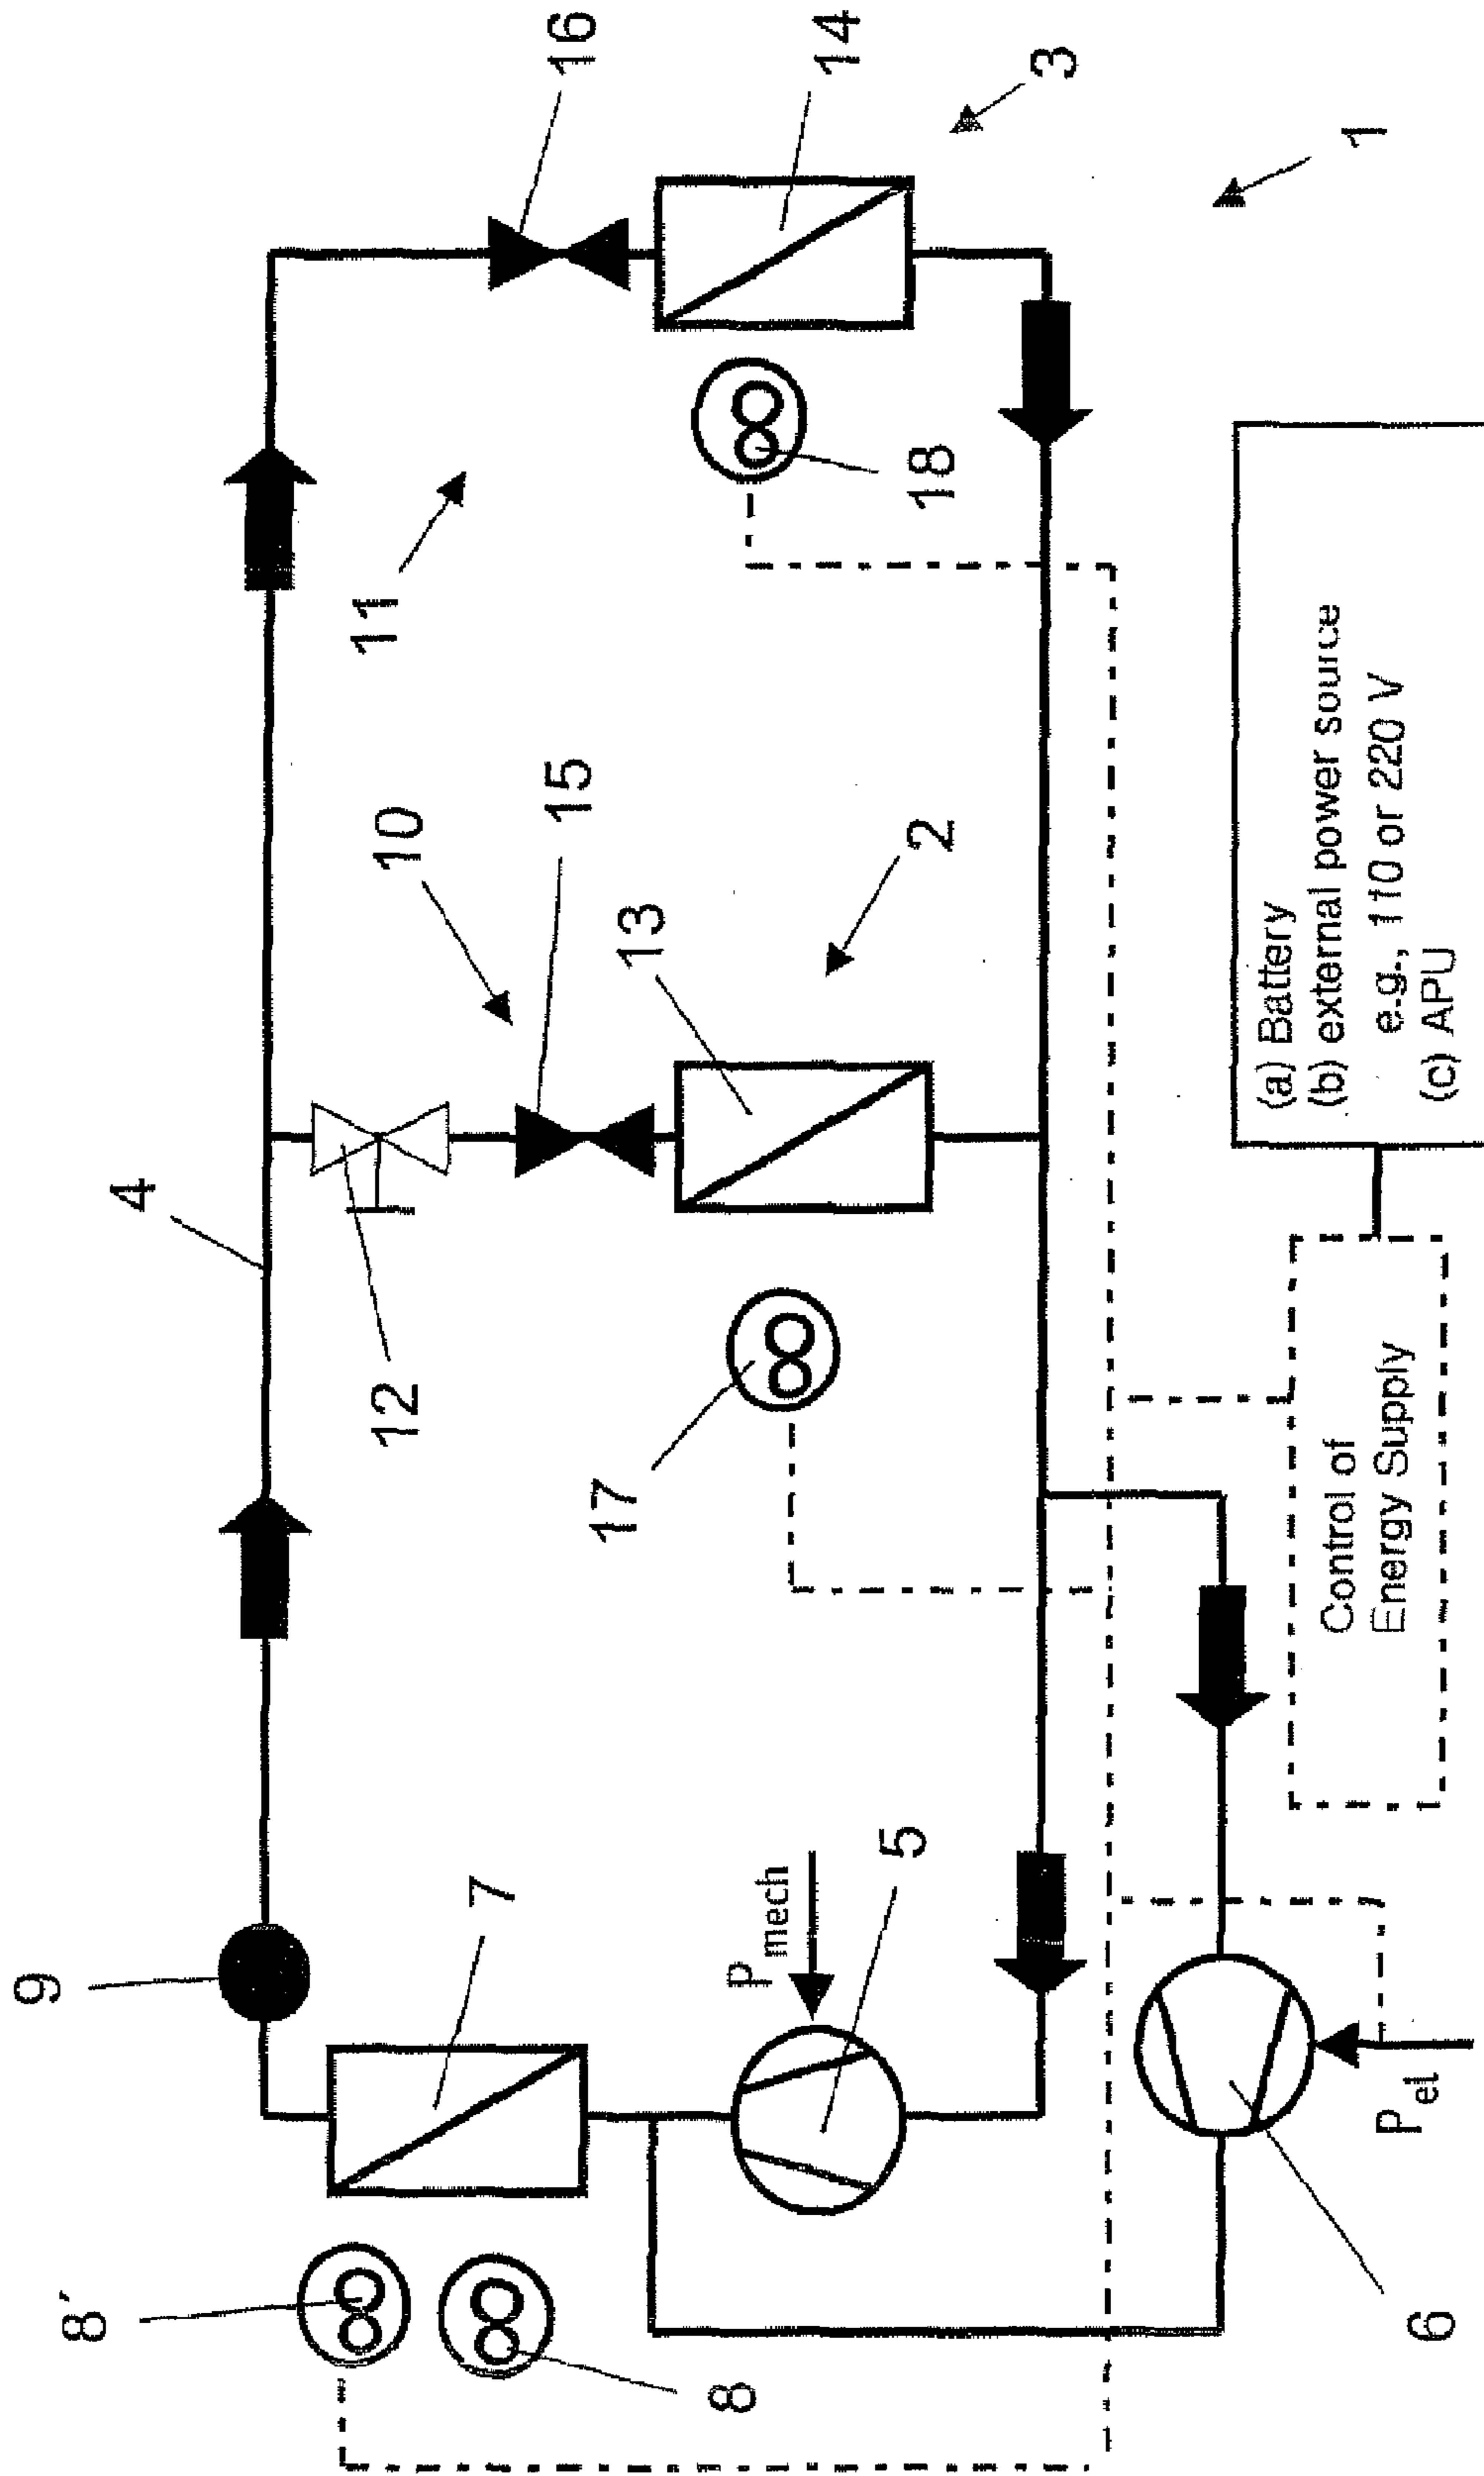 16
14
3
1
11
18
10
15
2
13
4
12
17
(a) Battery
(b) external power source
e.g., 110 or 220 V
(c) APU
Control of
Energy Supply
9
7
P mech
5
8´
8
6
P el